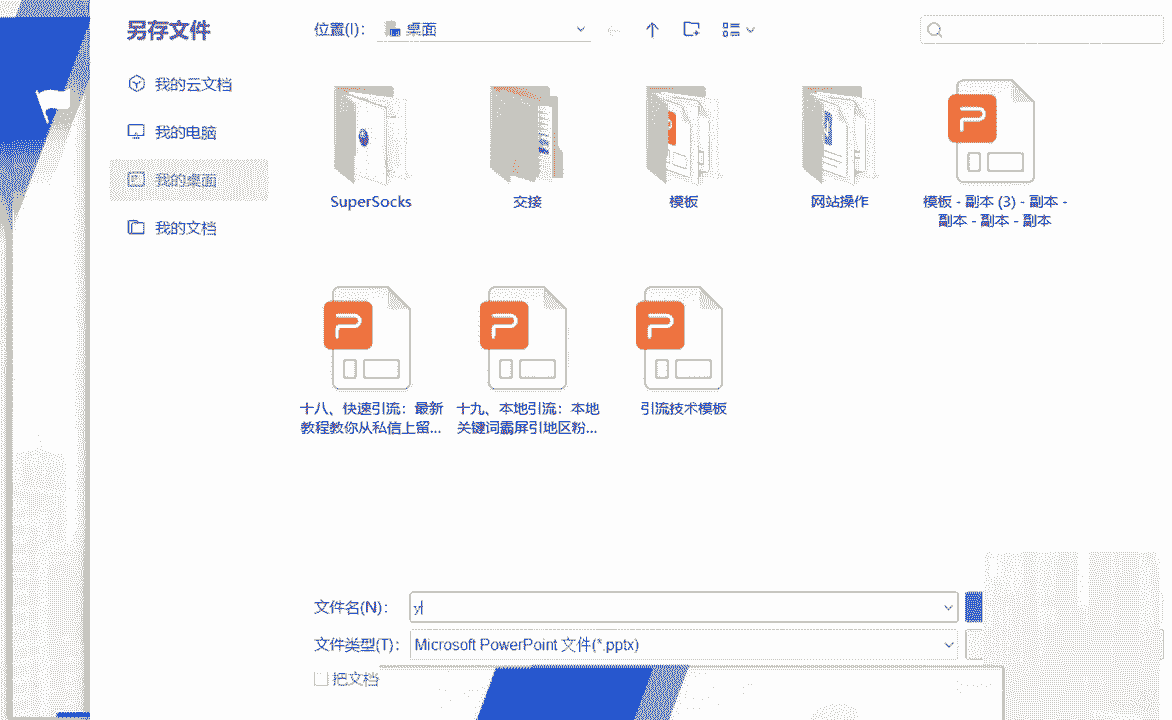 另存文件
位置(I)：
桌面
我的云文档
我的电脑
我的桌面
我的文档
SuperSocks
交接
模板
网站操作
模板 - 副本 (3) - 副本 -
副本 - 副本 - 副本
十八、快速引流：最新
教程教你从私信上留...
十九、本地引流：本地
关键词霸屏引地区粉...
引流技术模板
文件名(N)：
y
文件类型(T)：
Microsoft PowerPoint 文件(*.pptx)
把文档